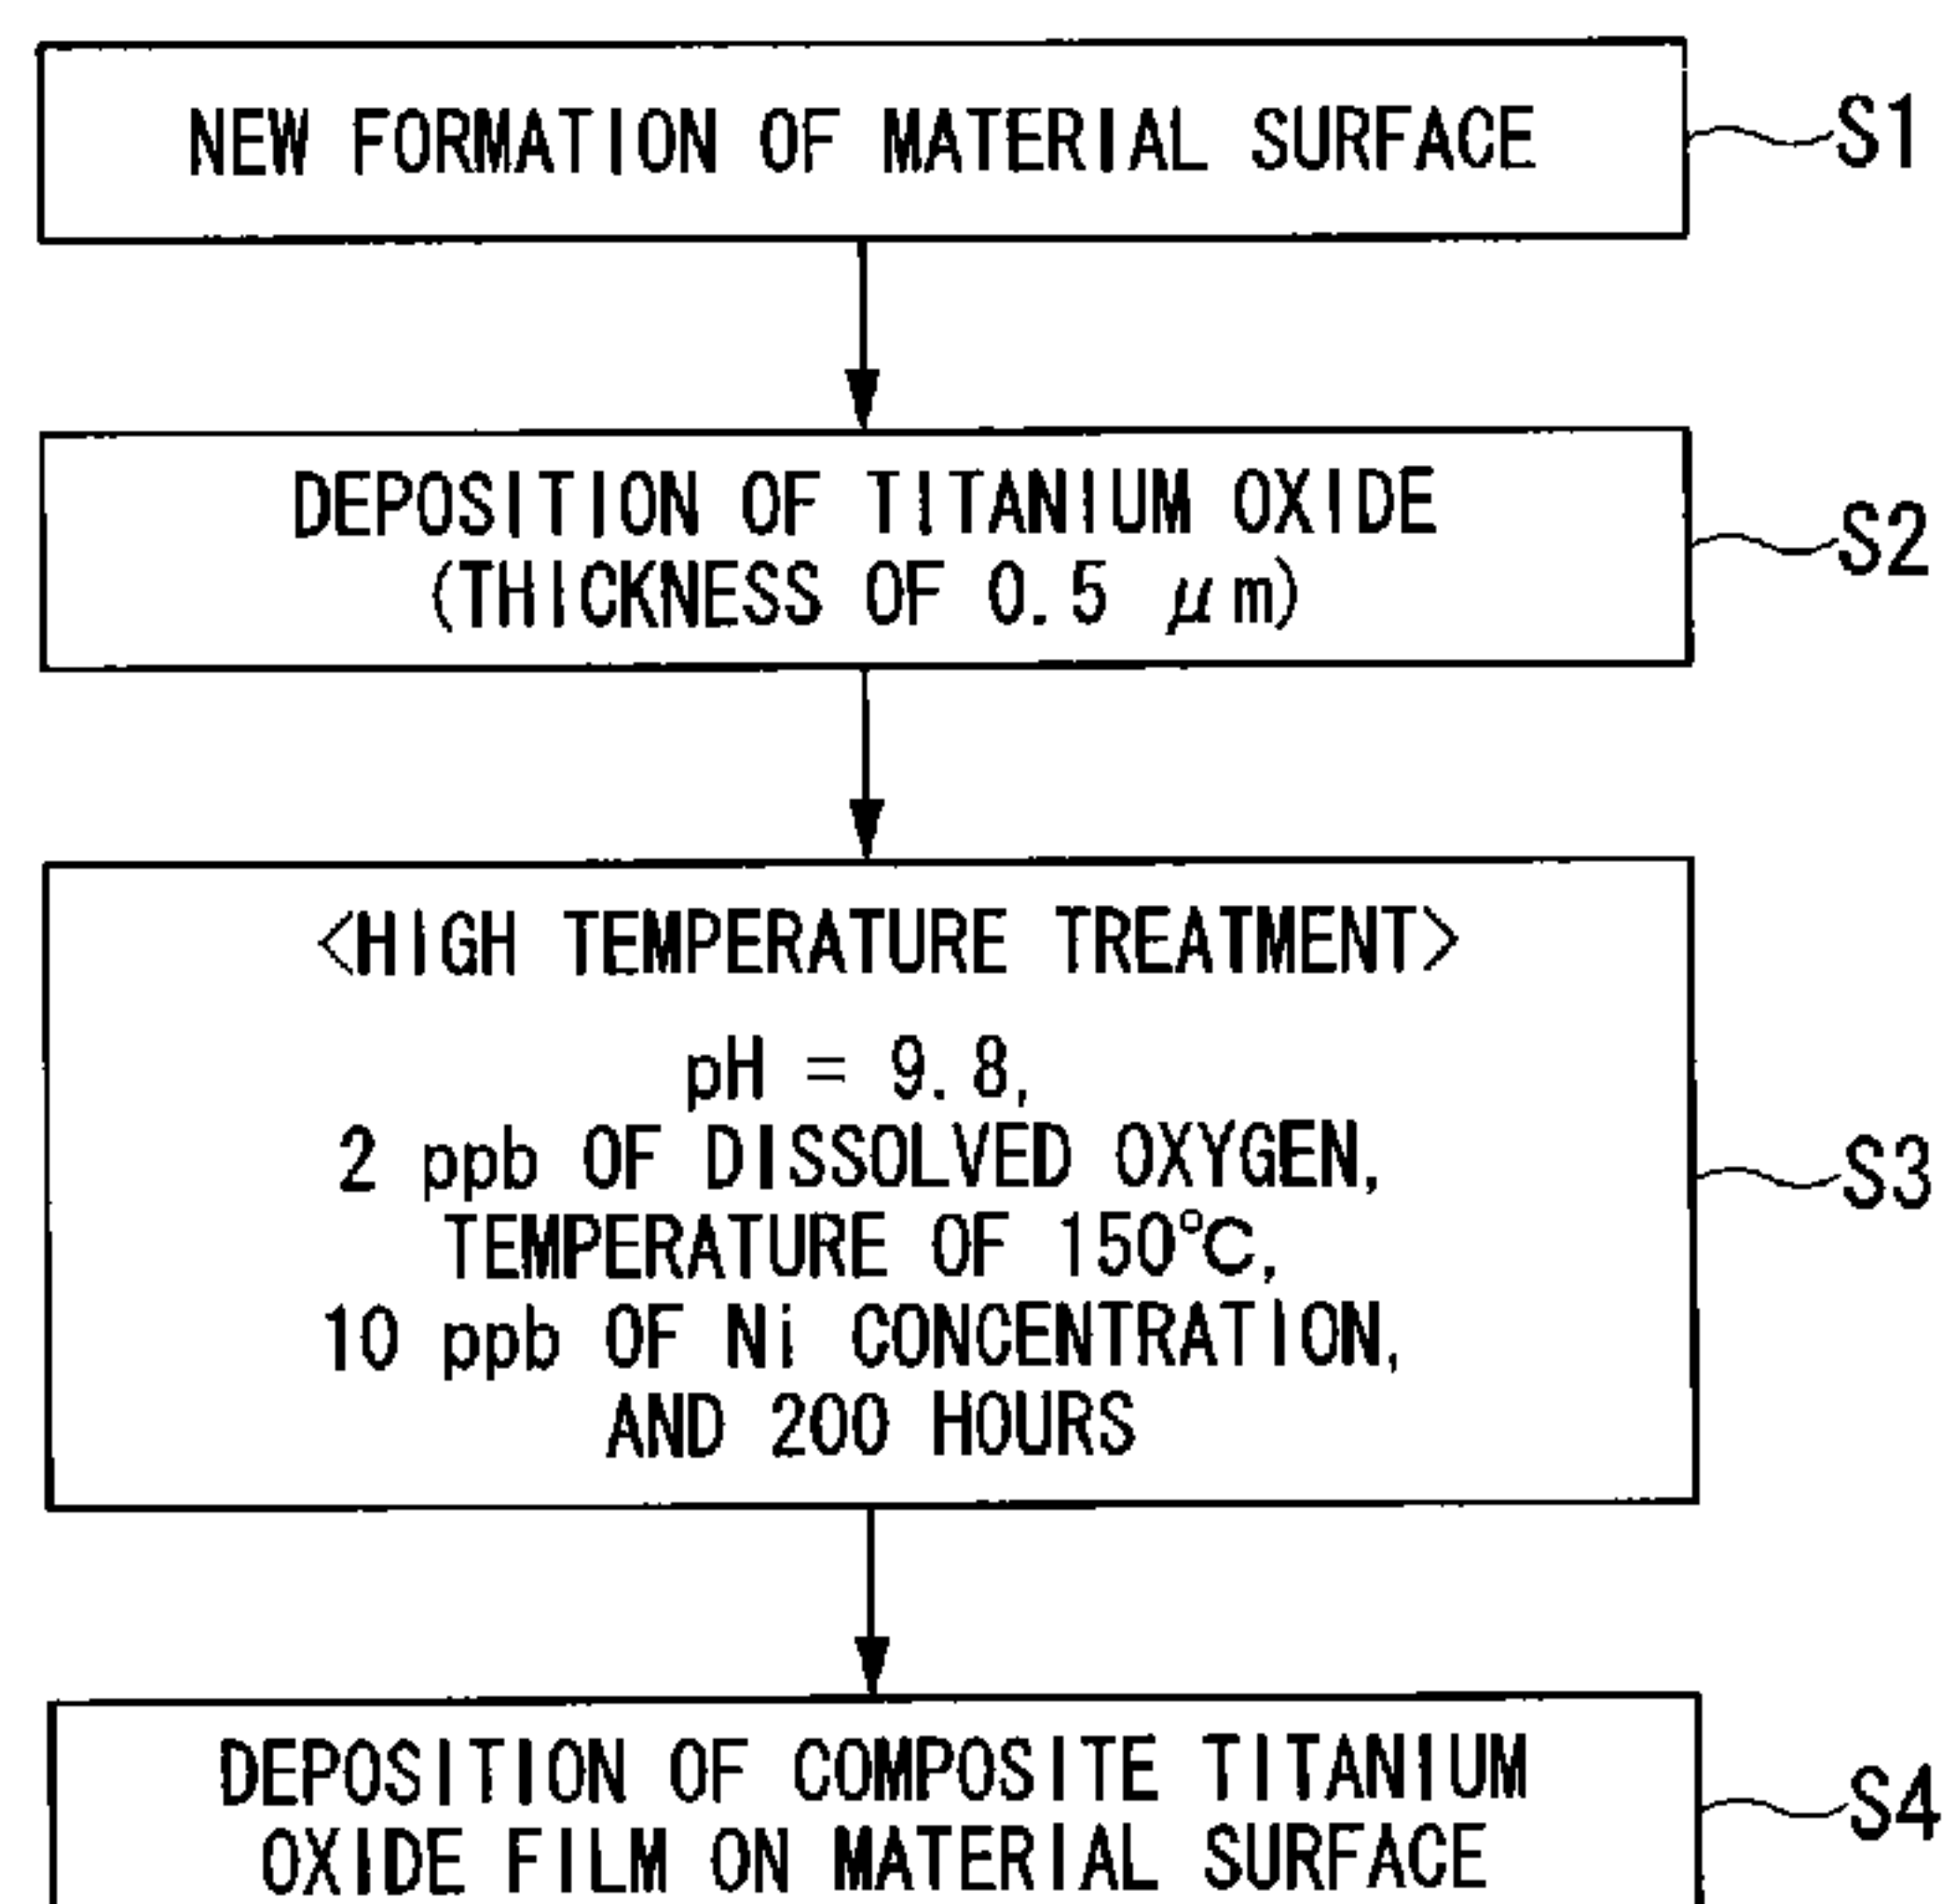 NEW FORMATION OF MATERIAL SURFACE
S1
DEPOSITION OF TITANIUM OXIDE
(THICKNESS OF 0.5 μm)
S2
<HIGH TEMPERATURE TREATMENT>
pH = 9.8,
2 ppb OF DISSOLVED OXYGEN,
TEMPERATURE OF 150℃,
10 ppb OF Ni CONCENTRATION,
AND 200 HOURS
S3
DEPOSITION OF COMPOSITE TITANIUM
OXIDE FILM ON MATERIAL SURFACE
S4